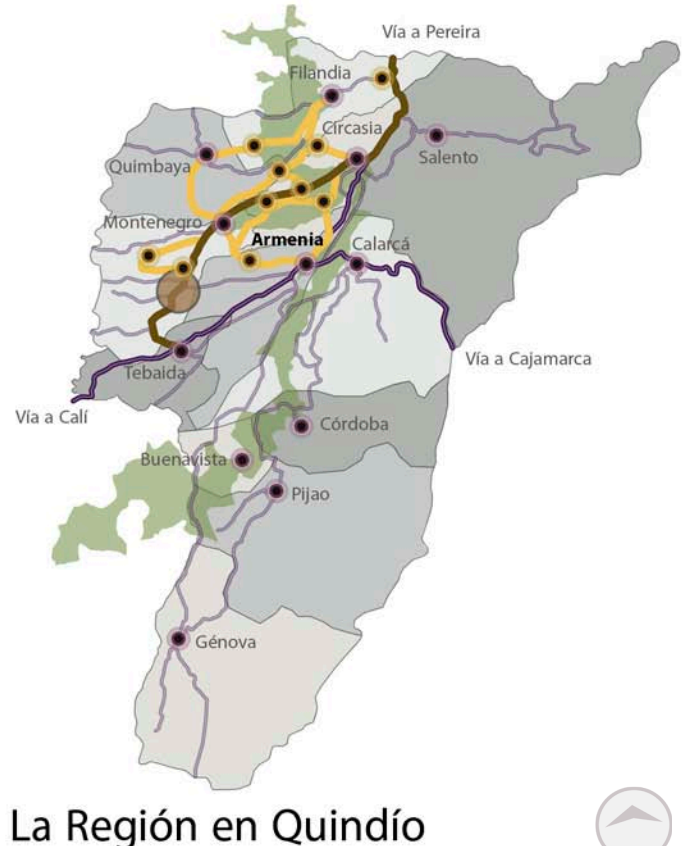 Vía a Pereira
Filandia
Circasia
Salento
Quimbaya
Montenegro
Armenia
Calarcá
Vía a Cajamarca
Tebaida
Vía a Calí
Córdoba
Buenavista
Pijao
Génova
La Región en Quindío